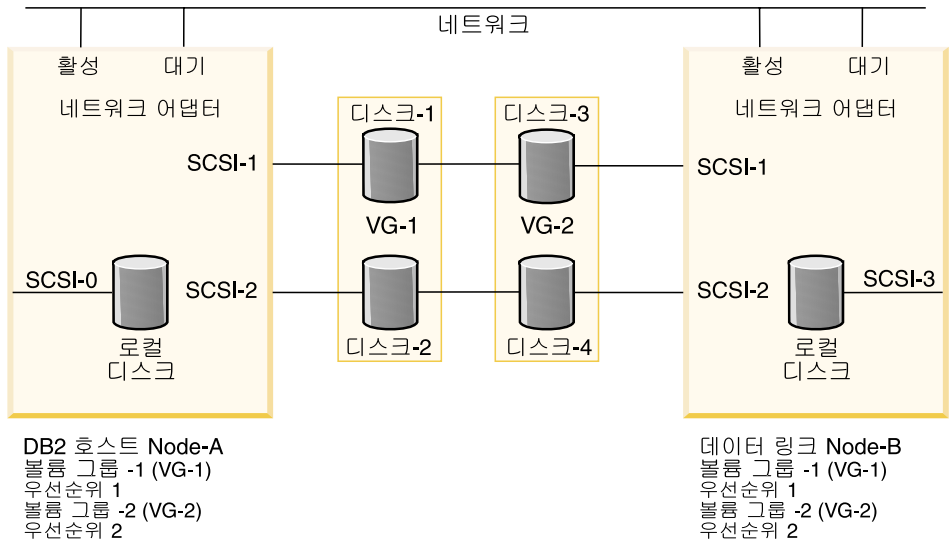 네트워크
활성 대기
네트워크 어댑터
SCSI-1
SCSI-0
SCSI-2
로컬
디스크
디스크-1
VG-1
디스크-2
디스크-3
VG-2
디스크-4
활성 대기
네트워크 어댑터
SCSI-1
SCSI-2
SCSI-3
로컬
디스크
DB2 호스트 Node-A
볼륨 그룹 -1 (VG-1)
우선순위 1
볼륨 그룹 -2 (VG-2)
우선순위 2
데이터 링크 Node-B
볼륨 그룹 -1 (VG-1)
우선순위 1
볼륨 그룹 -2 (VG-2)
우선순위 2